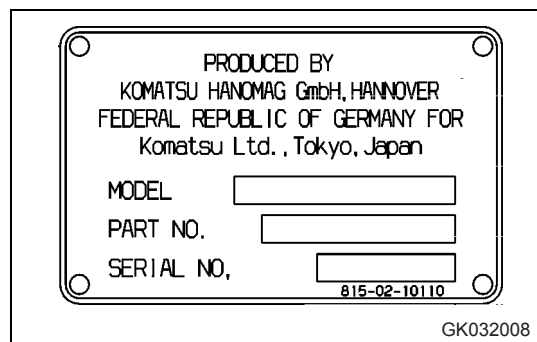 PRODUCED BY
KOMATSU HANOMAG GmbH, HANNOVER
FEDERAL REPUBLIC OF GERMANY FOR
Komatsu Ltd., Tokyo, Japan
MODEL
PART NO.
SERIAL NO,
815-02-10110
GK032008